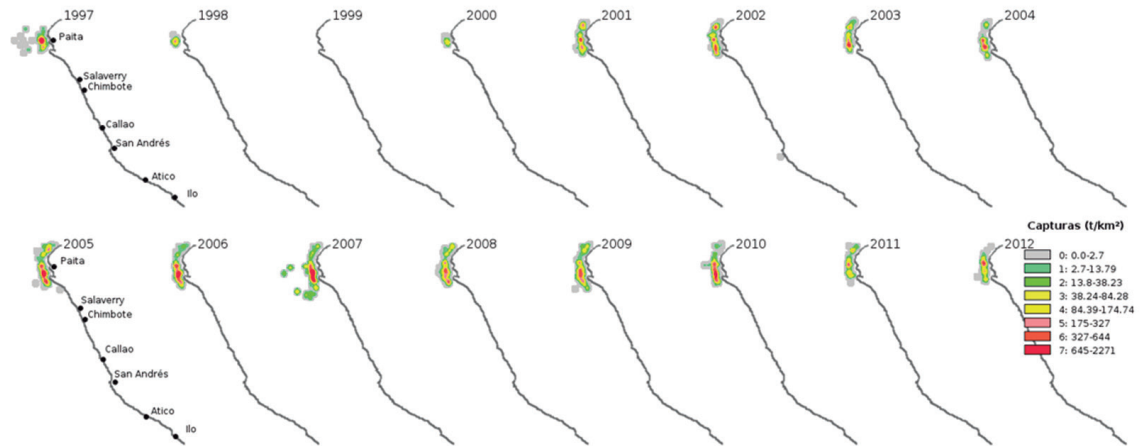 1997 1998 1999 2000 2001 2002 2003 2004
Paita
Salaverry
Chimbote
Callao
San Andrés
Atico
Ilo
2005 2006 2007 2008 2009 2010 2011 2012
Paita
Salaverry
Chimbote
Callao
San Andrés
Atico
Ilo
Capturas (t/km²)
0: 0.0-2.7
1: 2.7-13.79
2: 13.8-38.23
3: 38.24-84.28
4: 84.39-174.74
5: 175-327
6: 327-644
7: 645-2271